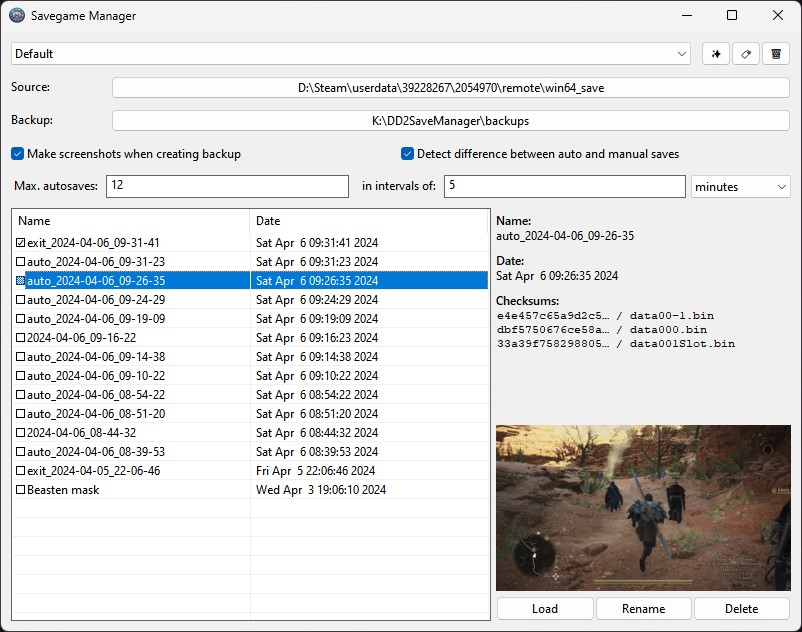 Savegame Manager
Default
Source: D:\Steam\userdata\39228267\2054970\remote\win64_save
Backup: K:\DD2SaveManager\backups
Make screenshots when creating backup Detect difference between auto and manual saves
Max. autosaves: 12 in intervals of: 5 minutes
Name Date
exit_2024-04-06_09-31-41 Sat Apr 6 09:31:41 2024
auto_2024-04-06_09-31-23 Sat Apr 6 09:31:23 2024
auto_2024-04-06_09-26-35 Sat Apr 6 09:26:35 2024
auto_2024-04-06_09-24-29 Sat Apr 6 09:24:29 2024
auto_2024-04-06_09-19-09 Sat Apr 6 09:19:09 2024
2024-04-06_09-16-22 Sat Apr 6 09:16:23 2024
auto_2024-04-06_09-14-38 Sat Apr 6 09:14:38 2024
auto_2024-04-06_09-10-22 Sat Apr 6 09:10:22 2024
auto_2024-04-06_08-54-22 Sat Apr 6 08:54:22 2024
auto_2024-04-06_08-51-20 Sat Apr 6 08:51:20 2024
2024-04-06_08-44-32 Sat Apr 6 08:44:32 2024
auto_2024-04-06_08-39-53 Sat Apr 6 08:39:53 2024
exit_2024-04-05_22-06-46 Fri Apr 5 22:06:46 2024
Beasten mask Wed Apr 3 19:06:10 2024
Name:
auto_2024-04-06_09-26-35
Date:
Sat Apr 6 09:26:35 2024
Checksums:
e4e457c65a9d2c5… / data00-1.bin
dbf5750676ce58a… / data000.bin
33a39f758298805… / data001Slot.bin
Load Rename Delete